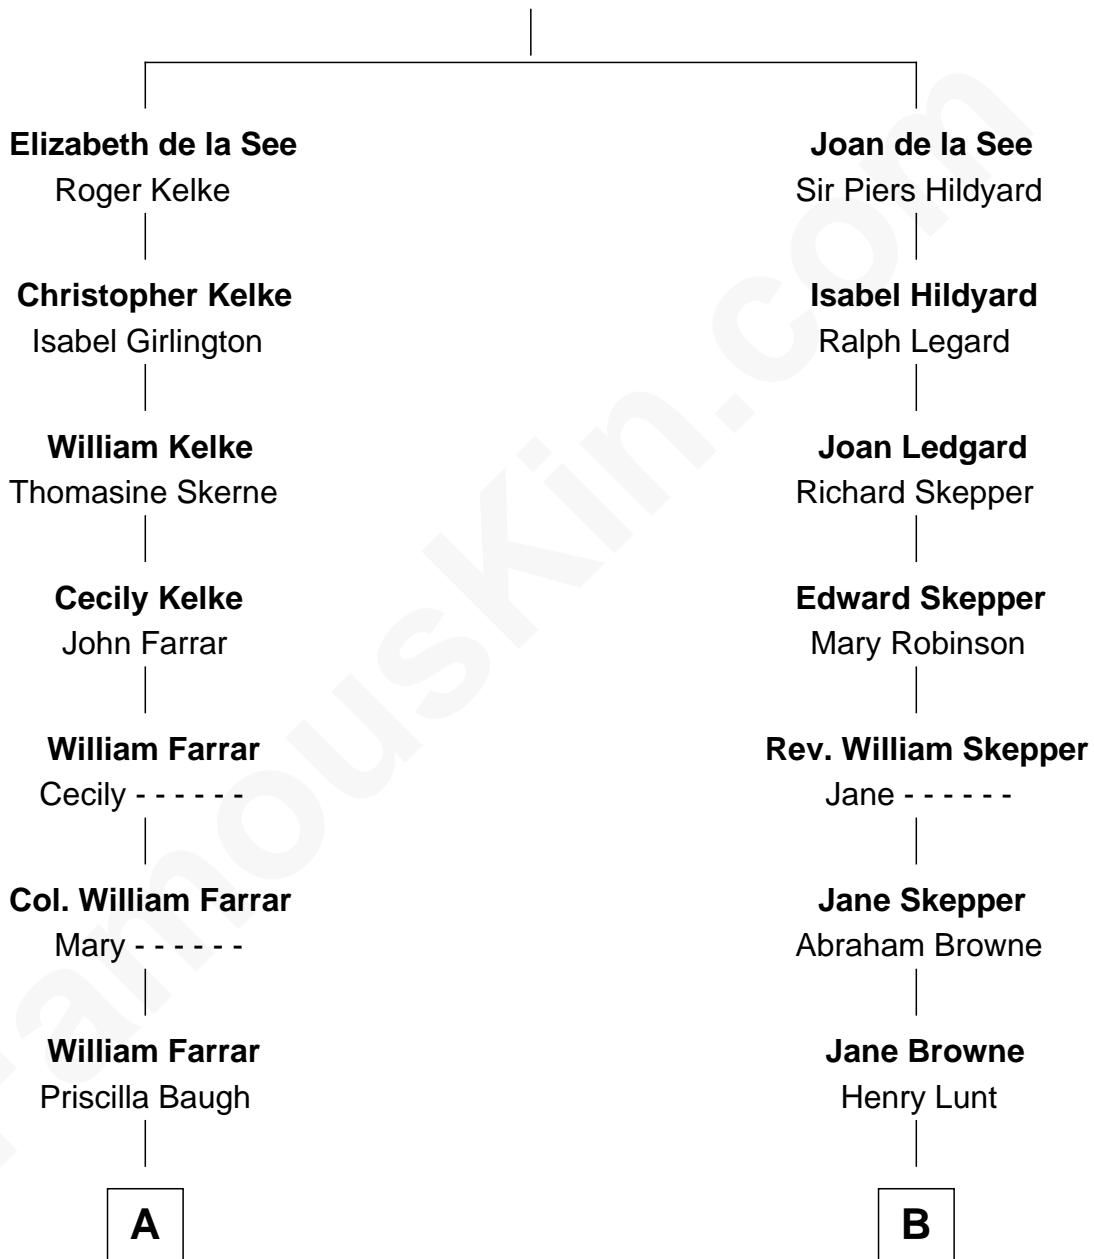 Elizabeth de la See
Roger Kelke
Christopher Kelke
Isabel Girlington
William Kelke
Thomasine Skerne
Cecily Kelke
John Farrar
William Farrar
Cecily - - - - - -
Col. William Farrar
Mary - - - - - -
William Farrar
Priscilla Baugh
A
Joan de la See
Sir Piers Hildyard
Isabel Hildyard
Ralph Legard
Joan Ledgard
Richard Skepper
Edward Skepper
Mary Robinson
Rev. William Skepper
Jane - - - - - -
Jane Skepper
Abraham Browne
Jane Browne
Henry Lunt
B
FamousKin.com